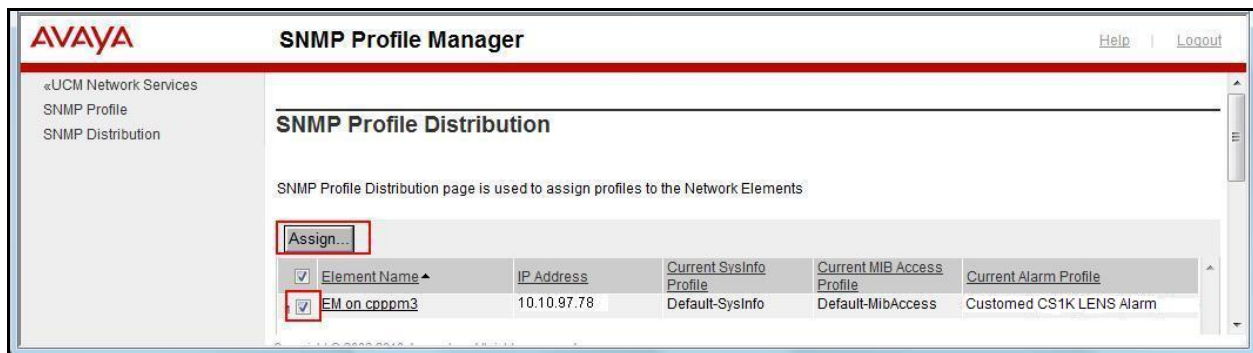 AVAYA
SNMP Profile Manager
Help | Logout
«UCM Network Services
SNMP Profile
SNMP Distribution
SNMP Profile Distribution
SNMP Profile Distribution page is used to assign profiles to the Network Elements
Assign...
Element Name IP Address Current SysInfo Profile Current MIB Access Profile Current Alarm Profile
EM on cpppm3 10.10.97.78 Default-SysInfo Default-MibAccess Customed CS1K LENS Alarm